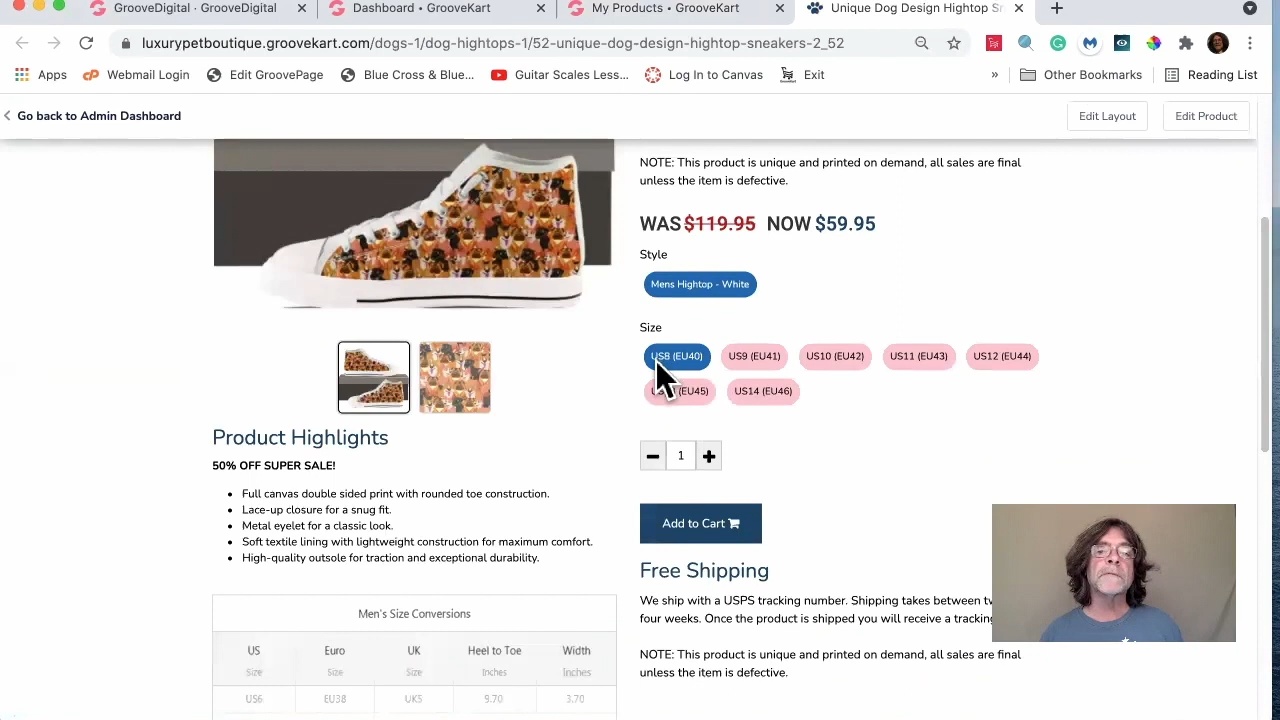 GrooveDigital · GrooveDigital
Dashboard • GrooveKart
My Products • GrooveKart
Unique Dog Design Hightop Sn
luxurypetboutique.groovekart.com/dogs-1/dog-hightops-1/52-unique-dog-design-hightop-sneakers-2_52
Apps
Webmail Login
Edit GroovePage
Blue Cross & Blue...
Guitar Scales Less...
Log In to Canvas
Exit
»
Other Bookmarks
Reading List
Go back to Admin Dashboard
Edit Layout
Edit Product
NOTE: This product is unique and printed on demand, all sales are final
unless the item is defective.
WAS $119.95 NOW $59.95
Style
Mens Hightop - White
Size
US8 (EU40)
US9 (EU41)
US10 (EU42)
US11 (EU43)
US12 (EU44)
(EU45)
US14 (EU46)
1
Add to Cart
Product Highlights
50% OFF SUPER SALE!
• Full canvas double sided print with rounded toe construction.
• Lace-up closure for a snug fit.
• Metal eyelet for a classic look.
• Soft textile lining with lightweight construction for maximum comfort.
• High-quality outsole for traction and exceptional durability.
Men's Size Conversions
US Euro UK Heel to Toe Width
Size Size Size Inches Inches
US6 EU38 UK5 9.70 3.70
Free Shipping
We ship with a USPS tracking number. Shipping takes between
four weeks. Once the product is shipped you will receive a tracking
NOTE: This product is unique and printed on demand, all sales are final
unless the item is defective.